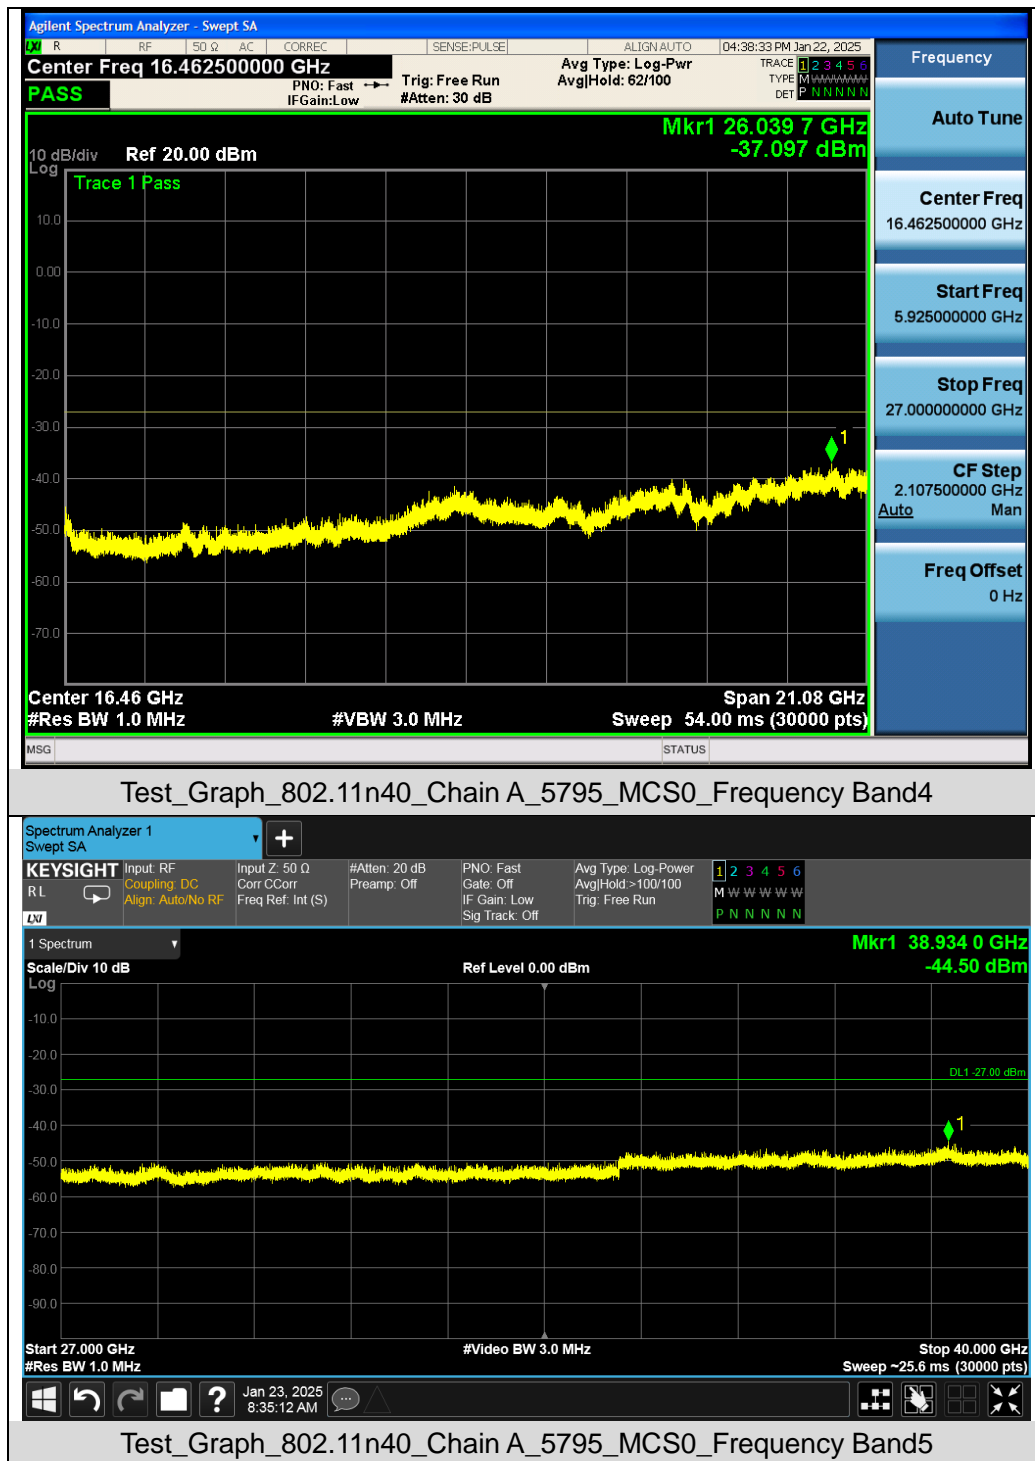 Agilent Spectrum Analyzer - Swept SA
LXI R RF 50 Ω AC CORREC SENSE:PULSE ALIGN AUTO 04:38:33 PM Jan 22, 2025
Center Freq 16.462500000 GHz
PASS
PNO: Fast
IFGain:Low
Trig: Free Run
#Atten: 30 dB
Avg Type: Log-Pwr
Avg|Hold: 62/100
TRACE 1 2 3 4 5 6
TYPE M W W W W W
DET P N N N N N
Mkr1 26.039 7 GHz
-37.097 dBm
10 dB/div Ref 20.00 dBm
Log
Trace 1 Pass
10.0
0.00
-10.0
-20.0
-30.0
-40.0
-50.0
-60.0
-70.0
1
Center 16.46 GHz Span 21.08 GHz
#Res BW 1.0 MHz #VBW 3.0 MHz Sweep 54.00 ms (30000 pts)
MSG STATUS
Frequency
Auto Tune
Center Freq
16.462500000 GHz
Start Freq
5.925000000 GHz
Stop Freq
27.000000000 GHz
CF Step
2.107500000 GHz
Auto Man
Freq Offset
0 Hz
Test_Graph_802.11n40_Chain A_5795_MCS0_Frequency Band4
Spectrum Analyzer 1
Swept SA
+
KEYSIGHT
RL
LXI
Input: RF
Coupling: DC
Align: Auto/No RF
Input Z: 50 Ω
Corr CCorr
Freq Ref: Int (S)
#Atten: 20 dB
Preamp: Off
PNO: Fast
Gate: Off
IF Gain: Low
Sig Track: Off
Avg Type: Log-Power
Avg|Hold:>100/100
Trig: Free Run
1 2 3 4 5 6
M W W W W W
P N N N N N
1 Spectrum
Mkr1 38.934 0 GHz
-44.50 dBm
Scale/Div 10 dB Ref Level 0.00 dBm
Log
-10.0
-20.0
DL1 -27.00 dBm
-30.0
-40.0
1
-50.0
-60.0
-70.0
-80.0
-90.0
Start 27.000 GHz #Video BW 3.0 MHz Stop 40.000 GHz
#Res BW 1.0 MHz Sweep ~25.6 ms (30000 pts)
?
Jan 23, 2025
8:35:12 AM
Test_Graph_802.11n40_Chain A_5795_MCS0_Frequency Band5